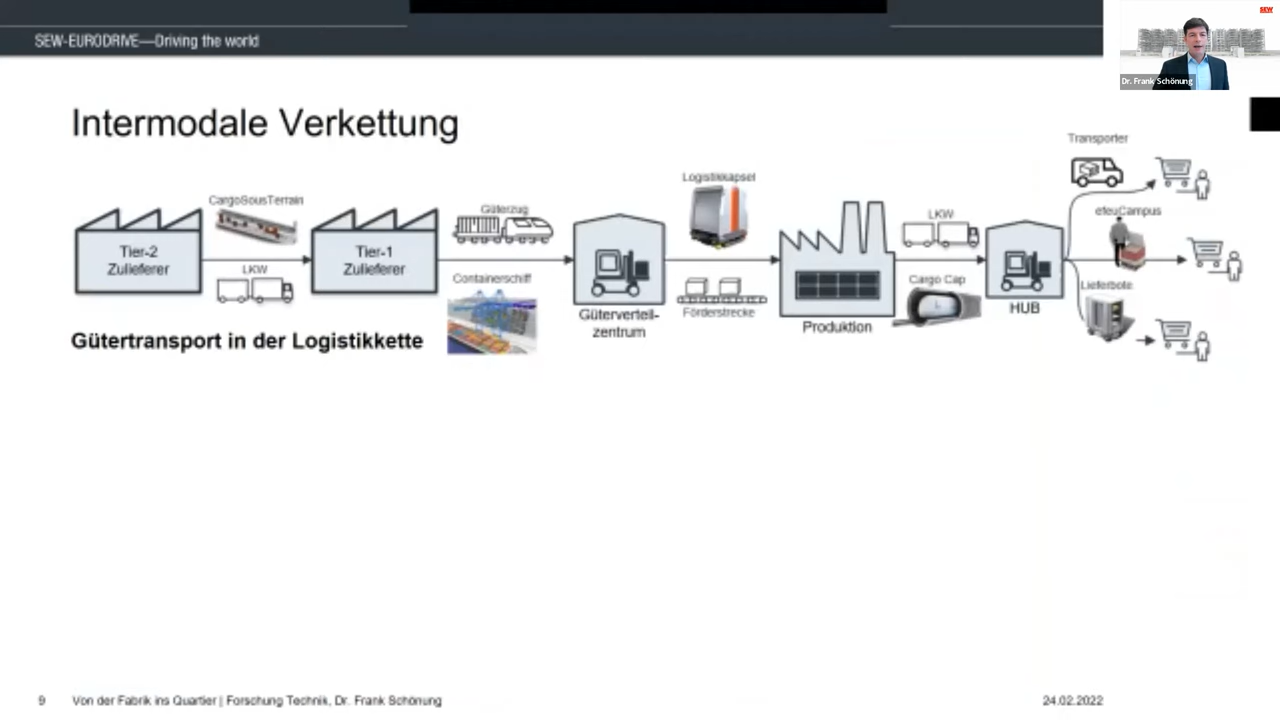 SEW-EURODRIVE—Driving the world
SEW
Dr. Frank Schönung
Intermodale Verkettung
Transporter
Logistikkapsel
CargoSousTerrain
Güterzug
LKW
efeuCampus
Tier-2
Zulieferer
Tier-1
Zulieferer
LKW
Containerschiff
Cargo Cap
Lieferbote
Förderstrecke
HUB
Güterverteil-
zentrum
Produktion
Gütertransport in der Logistikkette
9 Von der Fabrik ins Quartier | Forschung Technik, Dr. Frank Schönung 24.02.2022